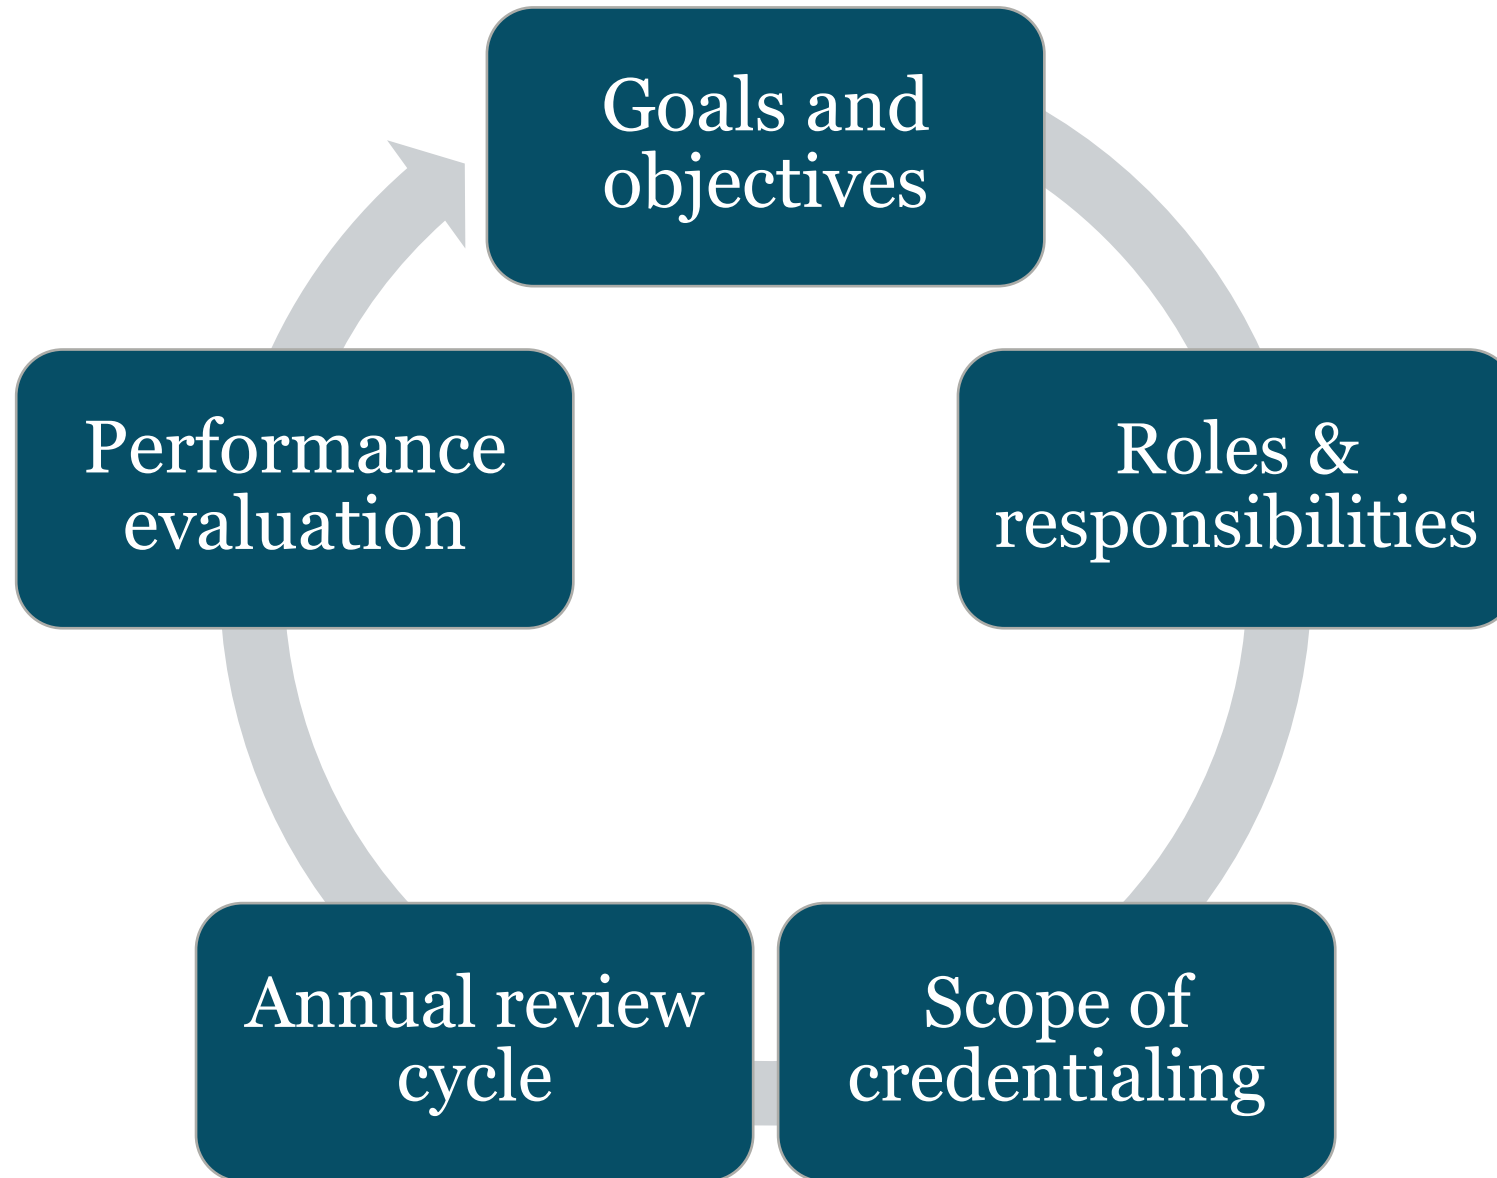 Goals and
objectives
Roles &
responsibilities
Scope of
credentialing
Annual review
cycle
Performance
evaluation